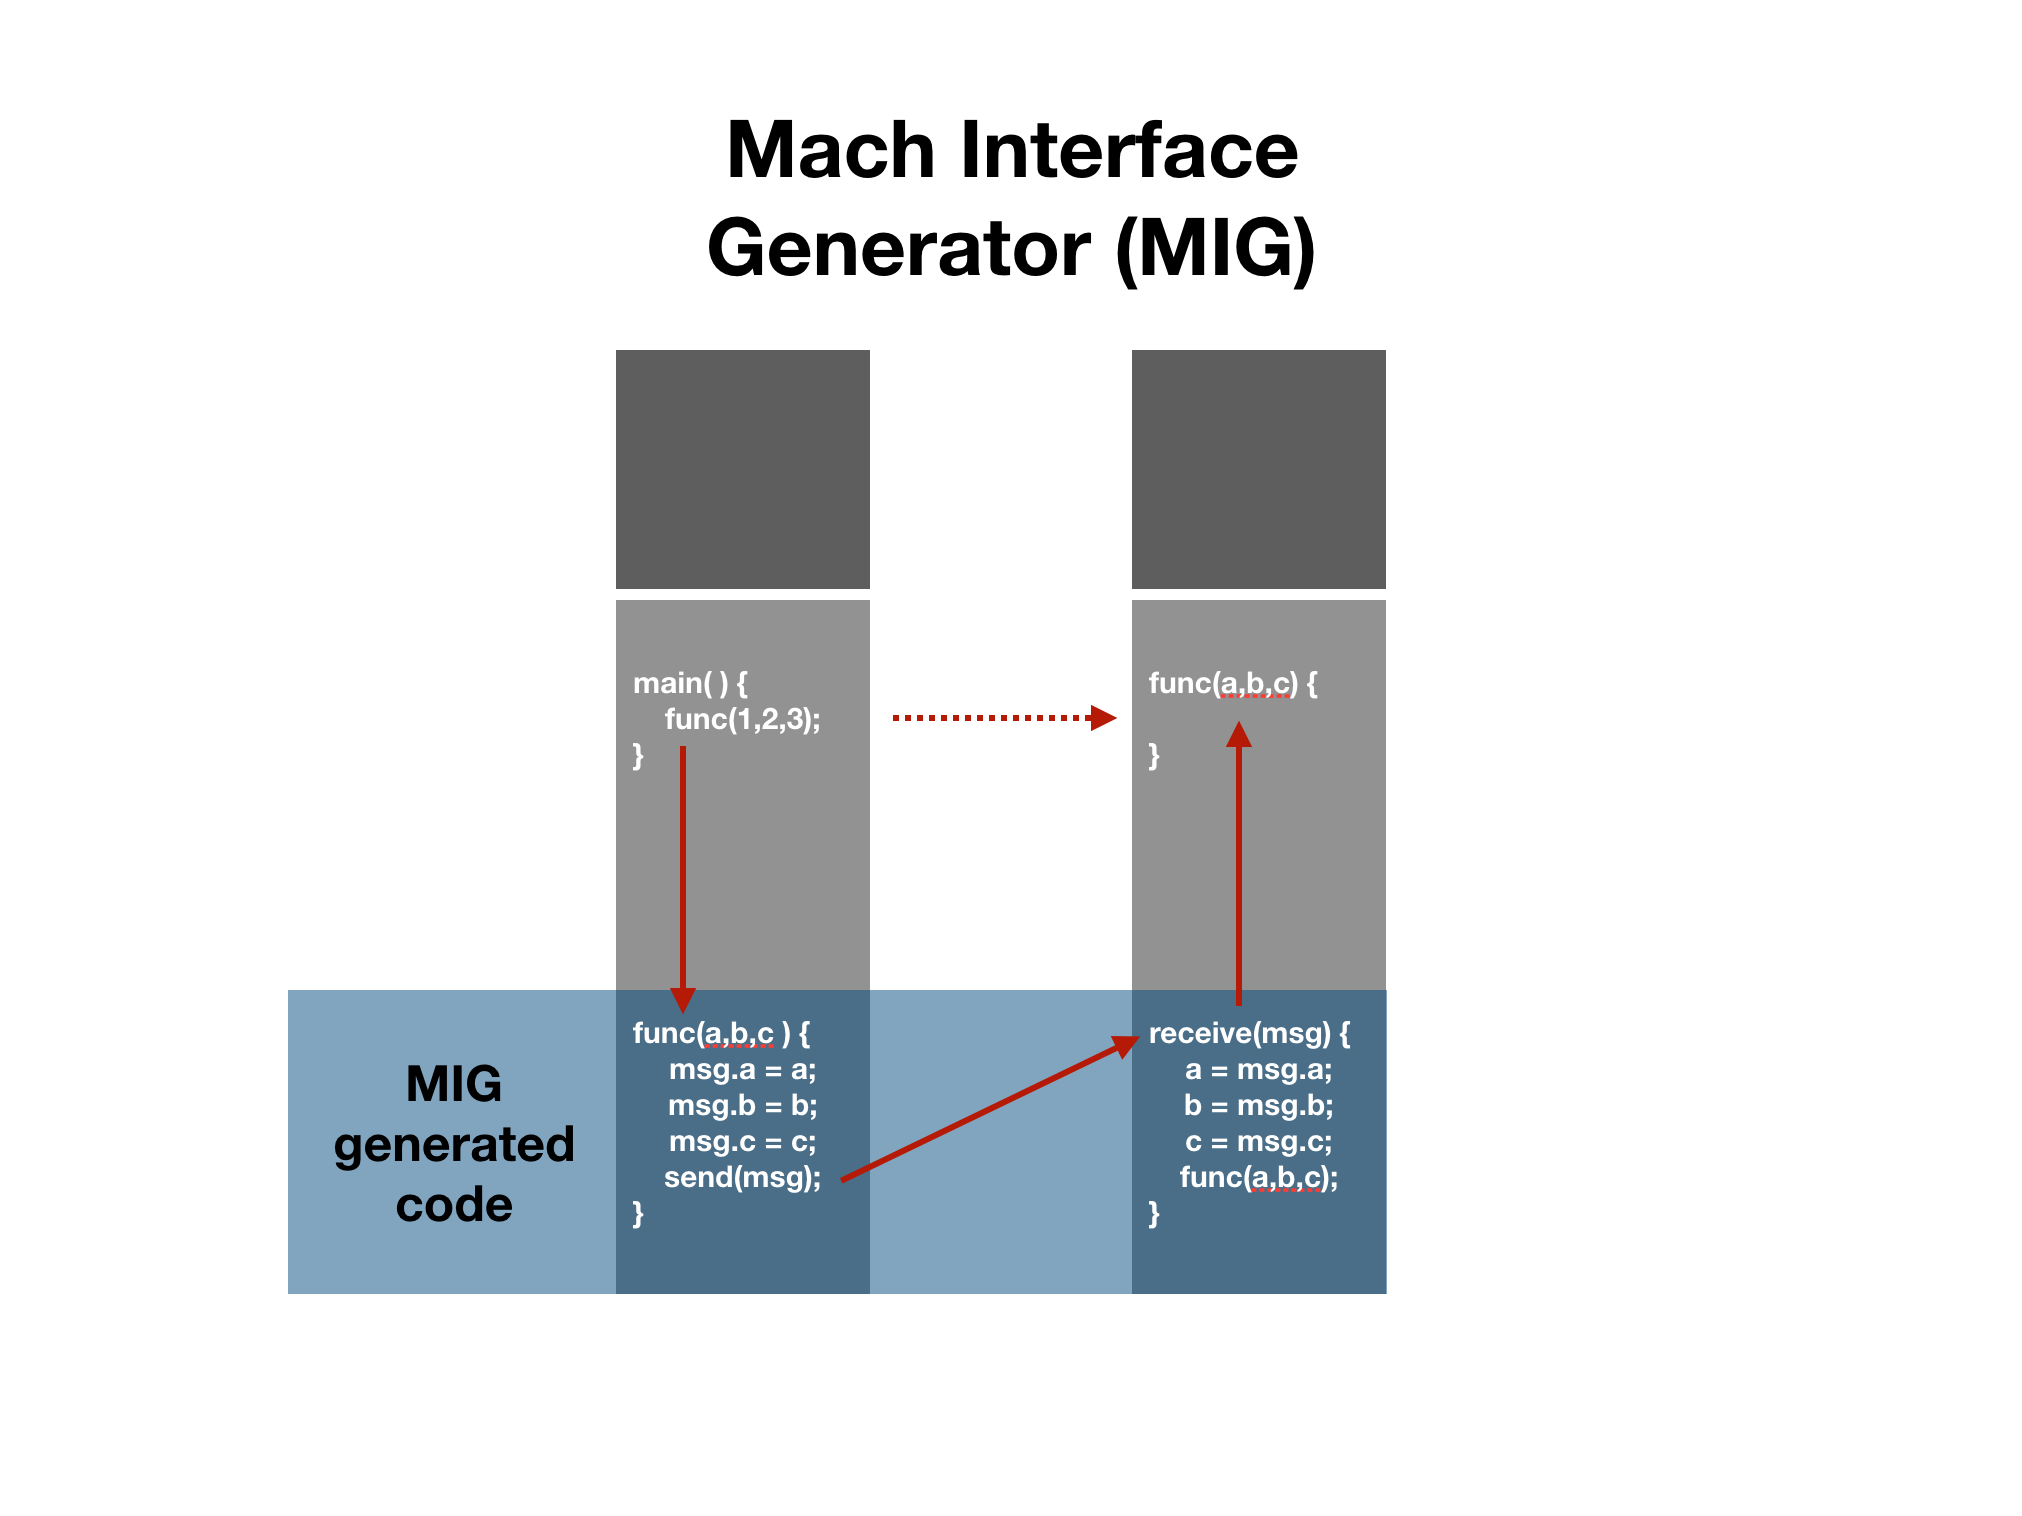 Mach Interface
Generator (MIG)
main( ) {
func(1,2,3);
}
func(a,b,c) {
}
MIG
generated
code
func(a,b,c ) {
msg.a = a;
msg.b = b;
msg.c = c;
send(msg);
}
receive(msg) {
a = msg.a;
b = msg.b;
c = msg.c;
func(a,b,c);
}